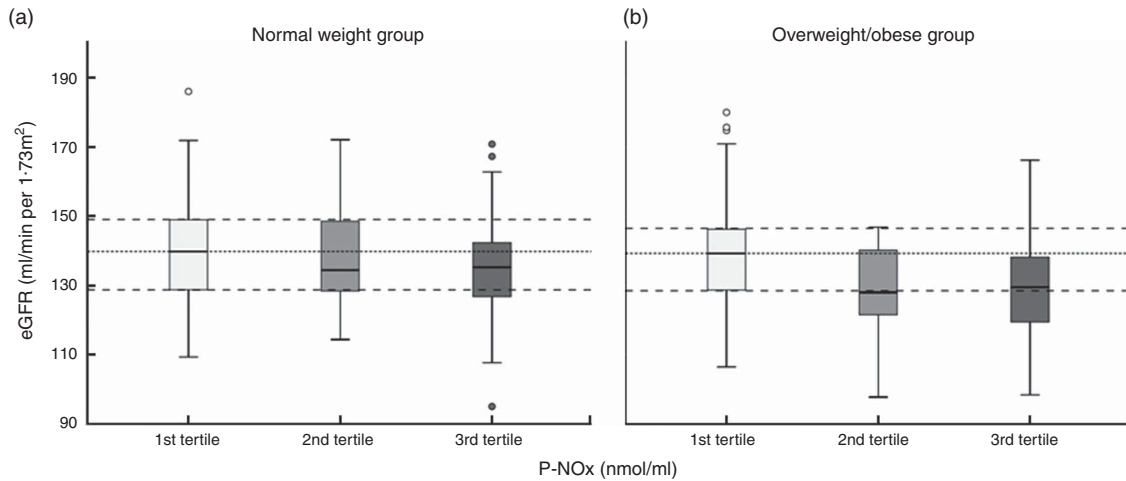 (a)
Normal weight group
(b)
Overweight/obese group
eGFR (ml/min per 1·73m²)
190
170
150
130
110
90
1st tertile 2nd tertile 3rd tertile
1st tertile 2nd tertile 3rd tertile
P-NOx (nmol/ml)